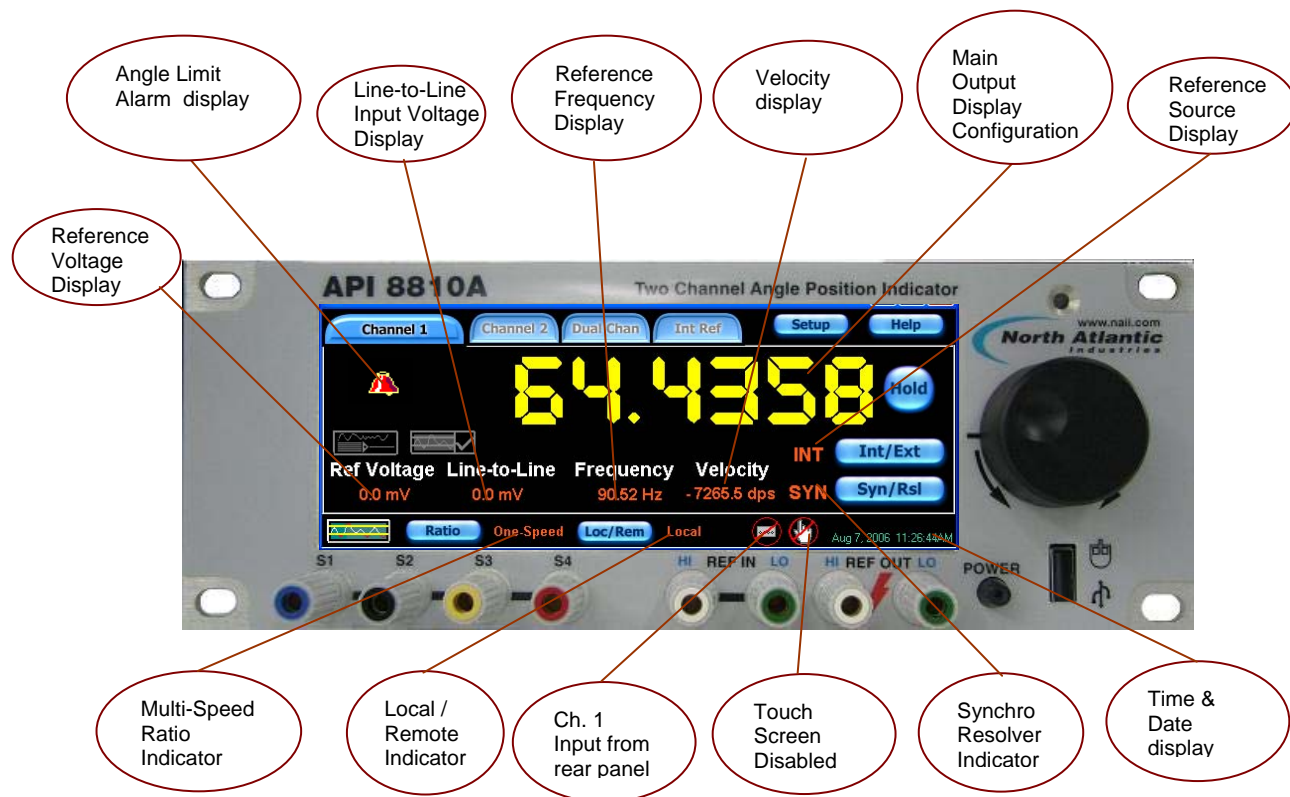 Angle Limit
Alarm display
Line-to-Line
Input Voltage
Display
Reference
Frequency
Display
Velocity
display
Main
Output
Display
Configuration
Reference
Source
Display
Reference
Voltage
Display
API 8810A
Two Channel Angle Position Indicator
Channel 1
Channel 2
Dual Chan
Int Ref
Setup
Help
www.naii.com
North Atlantic
Industries
64.4358
Hold
INT
Int/Ext
Ref Voltage
Line-to-Line
Frequency
Velocity
0.0 mV
0.0 mV
90.52 Hz
-7265.5 dps
SYN
Syn/Rsl
Ratio
One-Speed
Loc/Rem
Local
Aug 7, 2006 11:26:44AM
S1
S2
S3
S4
HI REF IN LO
HI REF OUT LO
POWER
Multi-Speed
Ratio
Indicator
Local /
Remote
Indicator
Ch. 1
Input from
rear panel
Touch
Screen
Disabled
Synchro
Resolver
Indicator
Time &
Date
display